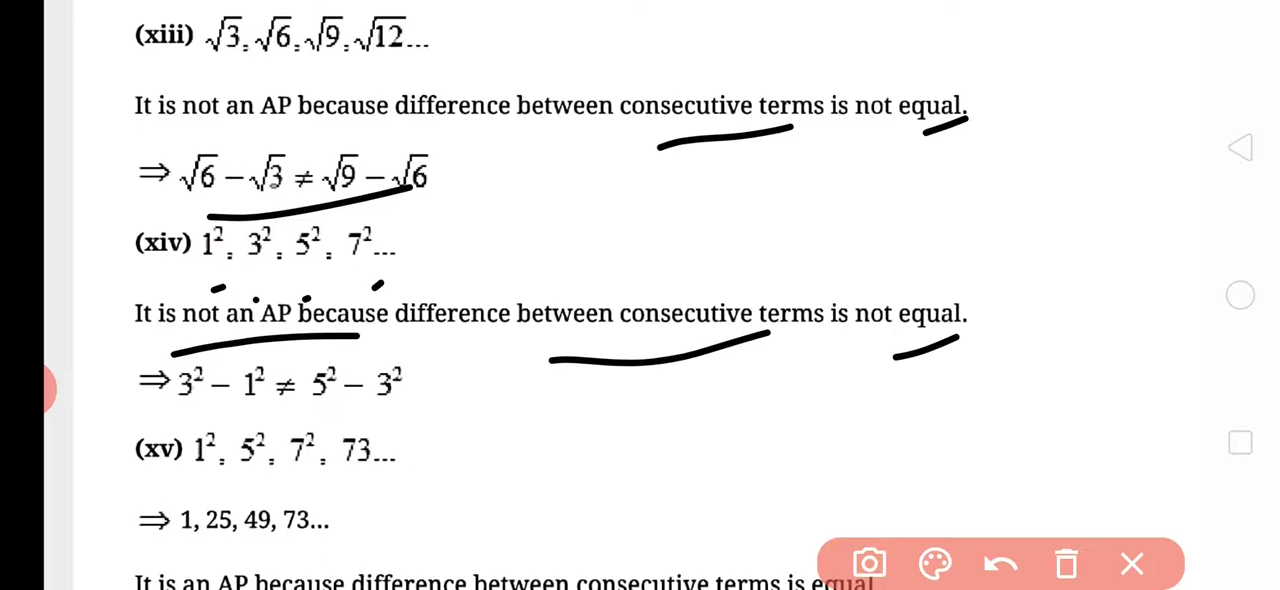 (xiii) √3, √6, √9, √12...
It is not an AP because difference between consecutive terms is not equal.
⇒ √6 − √3 ≠ √9 − √6
(xiv) 1², 3², 5², 7²...
It is not an AP because difference between consecutive terms is not equal.
⇒ 3² − 1² ≠ 5² − 3²
(xv) 1², 5², 7², 73...
⇒ 1, 25, 49, 73...
It is an AP because difference between consecutive terms is equal